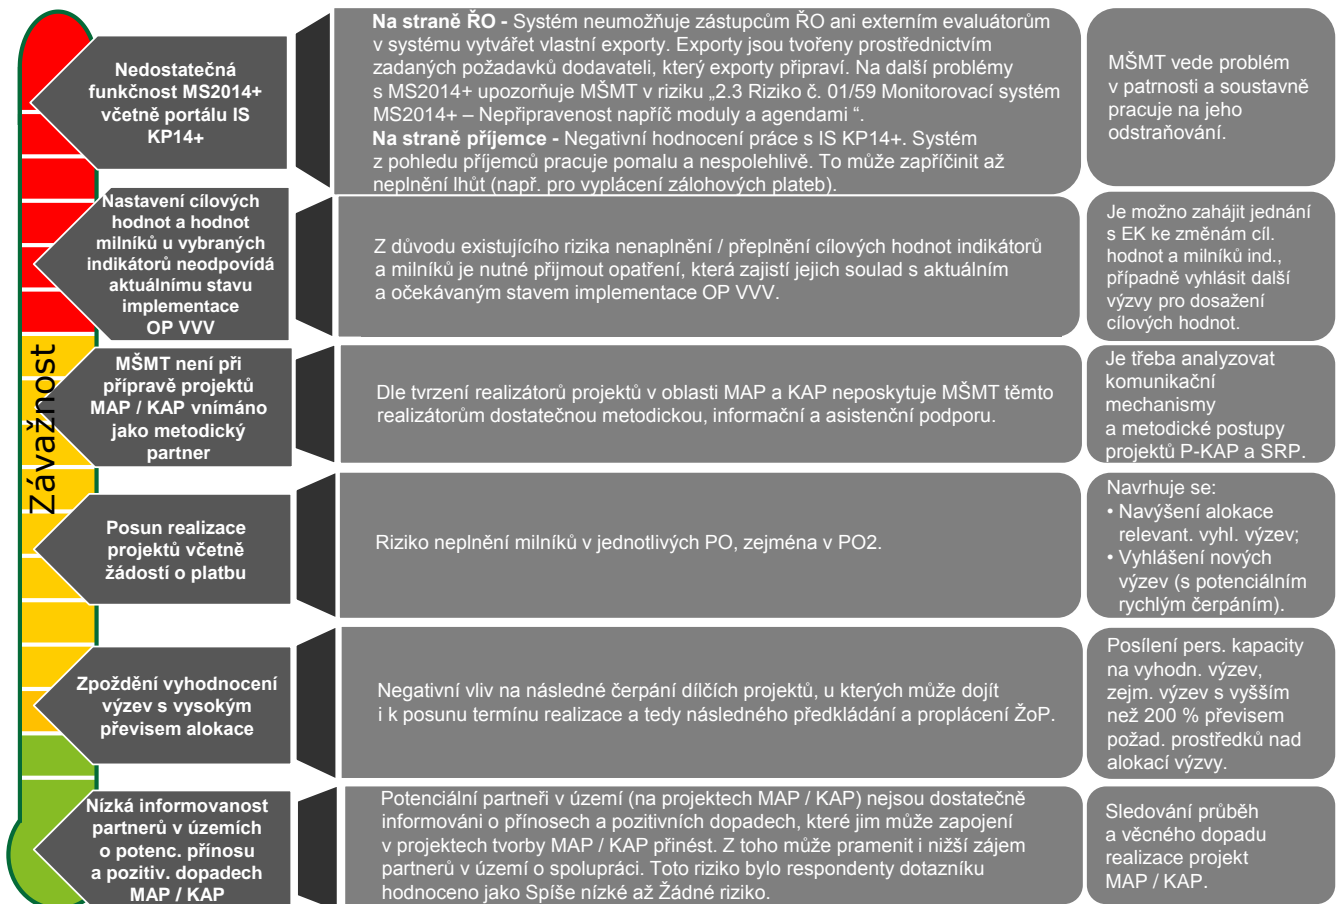 Závažnost
Nedostatečná
funkčnost MS2014+
včetně portálu IS
KP14+
Na straně ŘO - Systém neumožňuje zástupcům ŘO ani externím evaluátorům
v systému vytvářet vlastní exporty. Exporty jsou tvořeny prostřednictvím
zadaných požadavků dodavateli, který exporty připraví. Na další problémy
s MS2014+ upozorňuje MŠMT v riziku „2.3 Riziko č. 01/59 Monitorovací systém
MS2014+ – Nepřipravenost napříč moduly a agendami “.
Na straně příjemce - Negativní hodnocení práce s IS KP14+. Systém
z pohledu příjemců pracuje pomalu a nespolehlivě. To může zapříčinit až
neplnění lhůt (např. pro vyplácení zálohových plateb).
MŠMT vede problém
v patrnosti a soustavně
pracuje na jeho
odstraňování.
Nastavení cílových
hodnot a hodnot
milníků u vybraných
indikátorů neodpovídá
aktuálnímu stavu
implementace
OP VVV
Z důvodu existujícího rizika nenaplnění / přeplnění cílových hodnot indikátorů
a milníků je nutné přijmout opatření, která zajistí jejich soulad s aktuálním
a očekávaným stavem implementace OP VVV.
Je možno zahájit jednání
s EK ke změnám cíl.
hodnot a milníků ind.,
případně vyhlásit další
výzvy pro dosažení
cílových hodnot.
MŠMT není při
přípravě projektů
MAP / KAP vnímáno
jako metodický
partner
Dle tvrzení realizátorů projektů v oblasti MAP a KAP neposkytuje MŠMT těmto
realizátorům dostatečnou metodickou, informační a asistenční podporu.
Je třeba analyzovat
komunikační
mechanismy
a metodické postupy
projektů P-KAP a SRP.
Posun realizace
projektů včetně
žádostí o platbu
Riziko neplnění milníků v jednotlivých PO, zejména v PO2.
Navrhuje se:
• Navýšení alokace
relevant. vyhl. výzev;
• Vyhlášení nových
výzev (s potenciálním
rychlým čerpáním).
Zpoždění vyhodnocení
výzev s vysokým
převisem alokace
Negativní vliv na následné čerpání dílčích projektů, u kterých může dojít
i k posunu termínu realizace a tedy následného předkládání a proplácení ŽoP.
Posílení pers. kapacity
na vyhodn. výzev,
zejm. výzev s vyšším
než 200 % převisem
požad. prostředků nad
alokací výzvy.
Nízká informovanost
partnerů v územích
o potenc. přínosu
a pozitiv. dopadech
MAP / KAP
Potenciální partneři v území (na projektech MAP / KAP) nejsou dostatečně
informováni o přínosech a pozitivních dopadech, které jim může zapojení
v projektech tvorby MAP / KAP přinést. Z toho může pramenit i nižší zájem
partnerů v území o spolupráci. Toto riziko bylo respondenty dotazníku
hodnoceno jako Spíše nízké až Žádné riziko.
Sledování průběh
a věcného dopadu
realizace projekt
MAP / KAP.